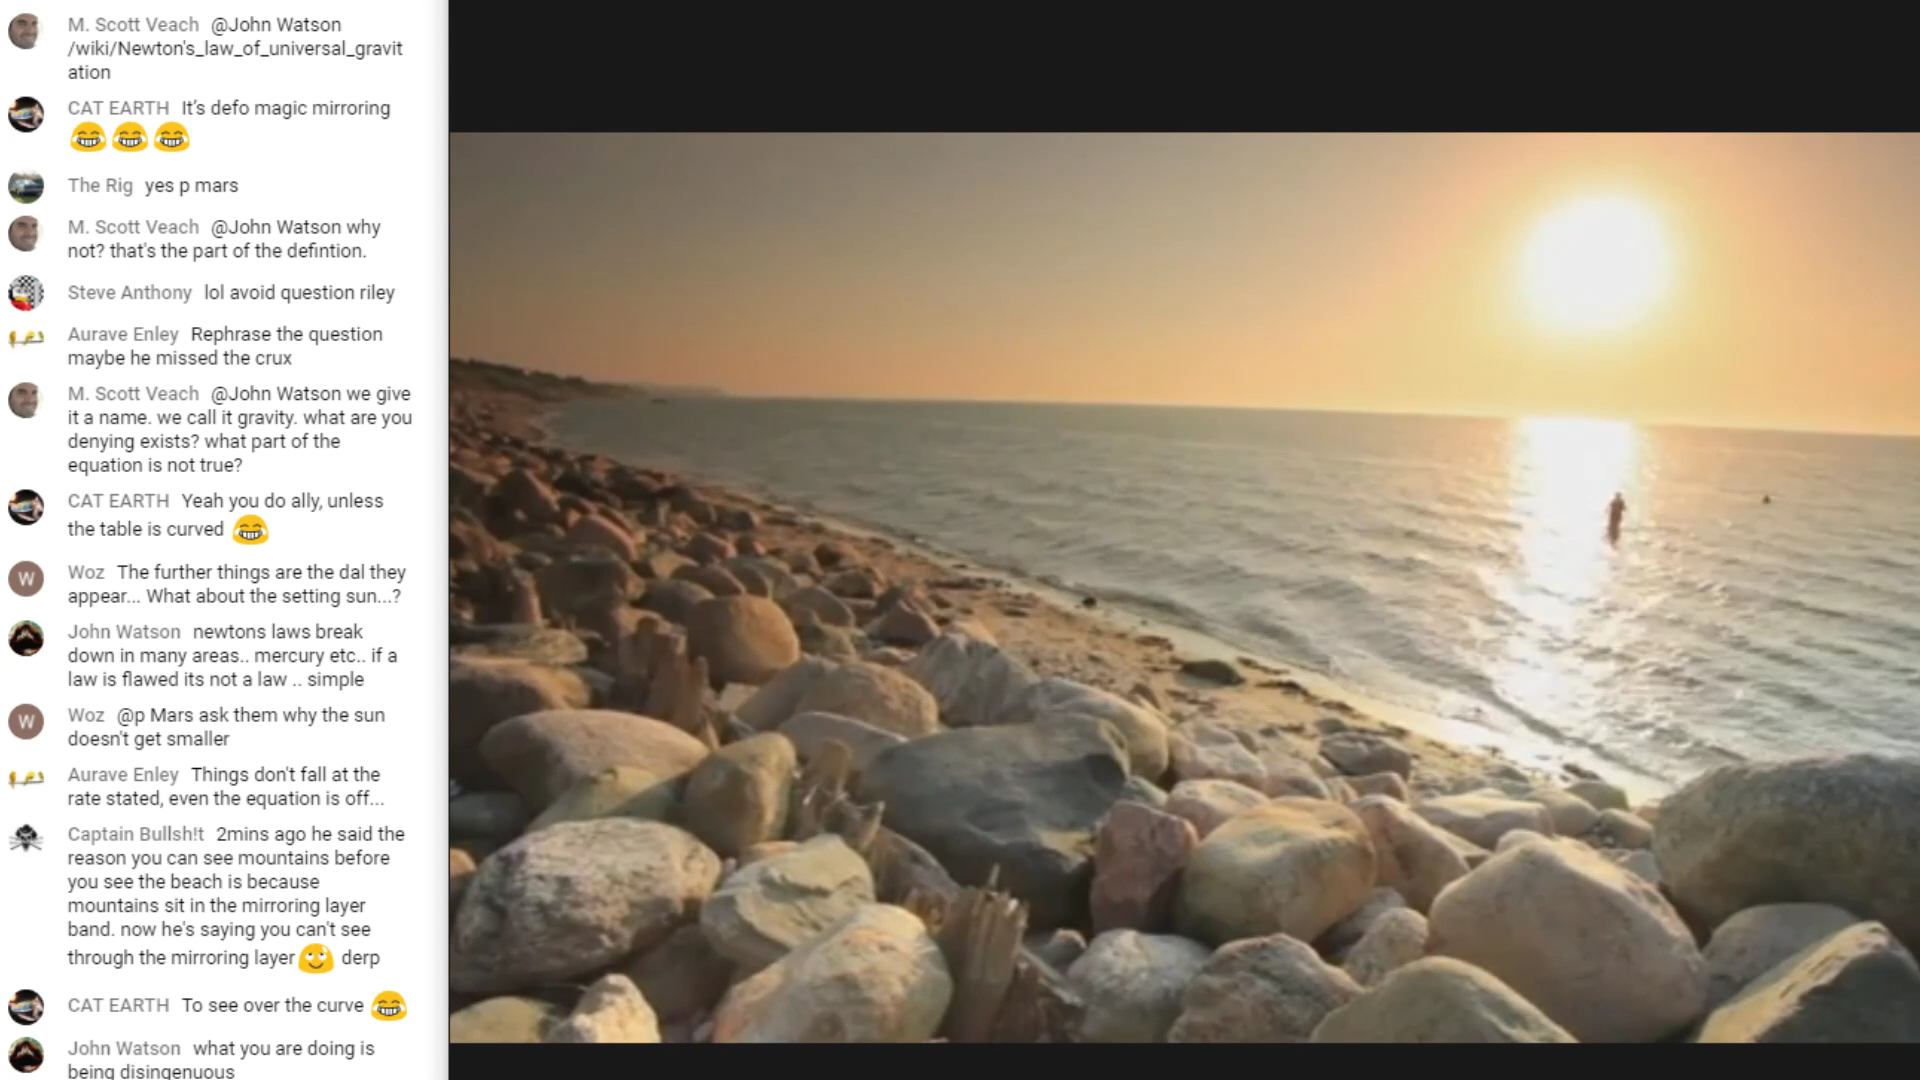 M. Scott Veach @John Watson
/wiki/Newton's_law_of_universal_gravit
ation
CAT EARTH It's defo magic mirroring
😂😂😂
The Rig yes p mars
M. Scott Veach @John Watson why
not? that's the part of the defintion.
Steve Anthony lol avoid question riley
Aurave Enley Rephrase the question
maybe he missed the crux
M. Scott Veach @John Watson we give
it a name. we call it gravity. what are you
denying exists? what part of the
equation is not true?
CAT EARTH Yeah you do ally, unless
the table is curved 😂
W
Woz The further things are the dal they
appear... What about the setting sun...?
John Watson newtons laws break
down in many areas.. mercury etc.. if a
law is flawed its not a law .. simple
W
Woz @p Mars ask them why the sun
doesn't get smaller
Aurave Enley Things don't fall at the
rate stated, even the equation is off...
Captain Bullsh!t 2mins ago he said the
reason you can see mountains before
you see the beach is because
mountains sit in the mirroring layer
band. now he's saying you can't see
through the mirroring layer🙄 derp
CAT EARTH To see over the curve 😂
John Watson what you are doing is
being disingenuous